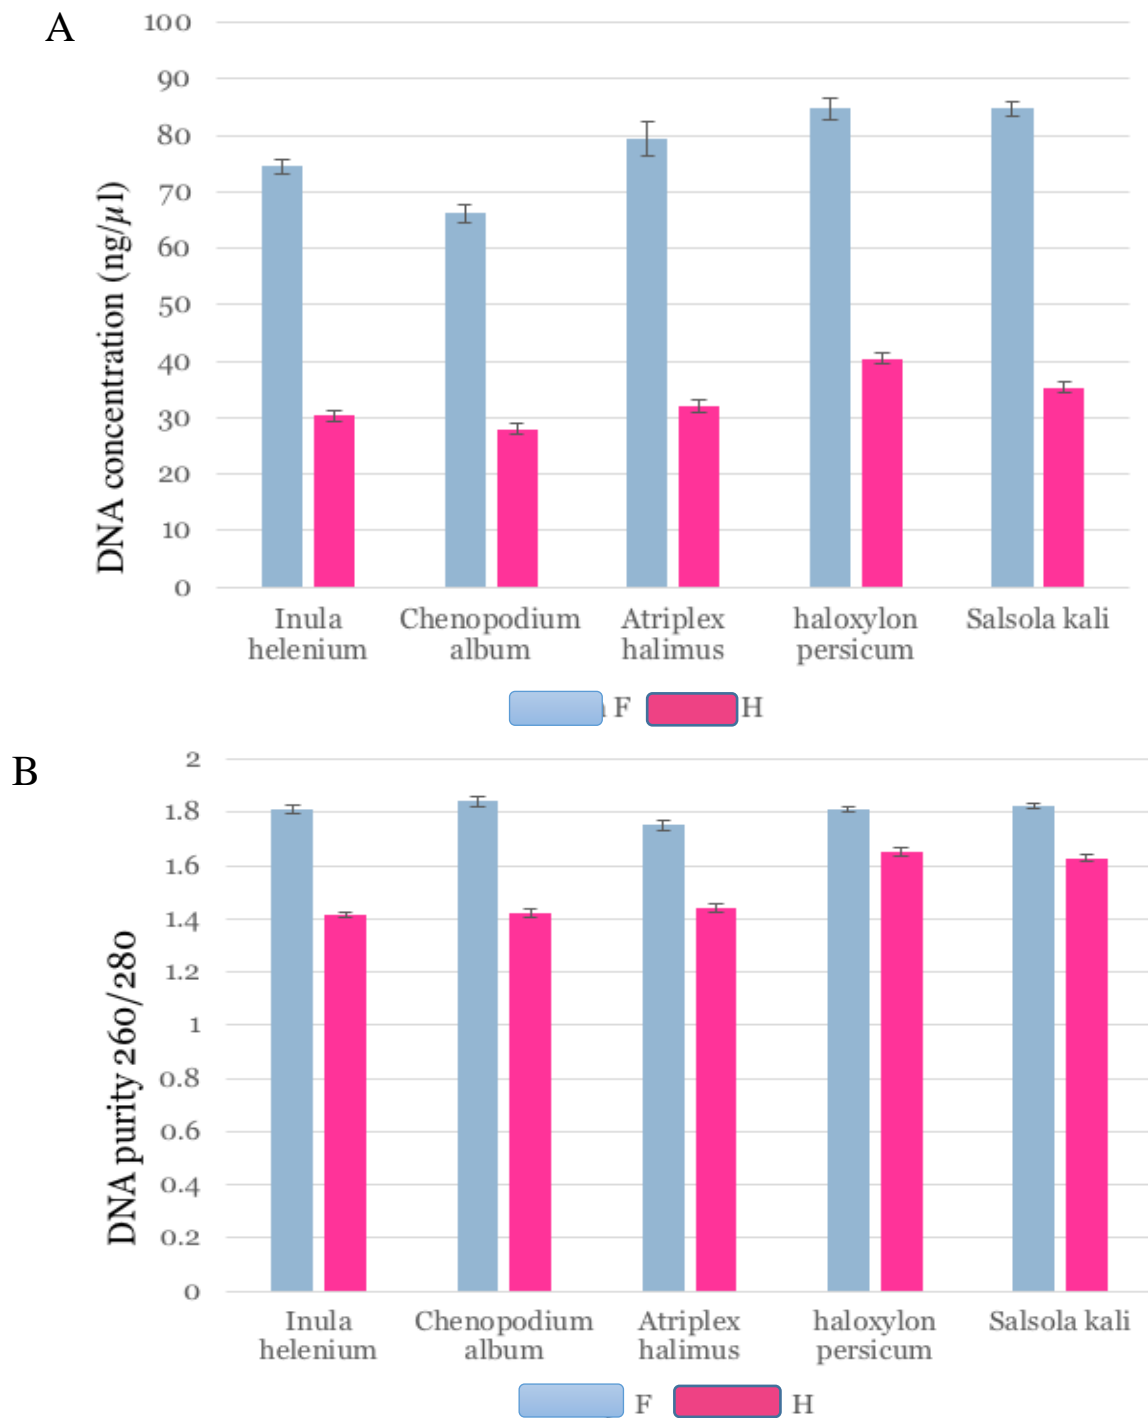 A
100
90
80
70
60
50
40
30
20
10
0
DNA concentration (ng/µl)
Inula helenium
Chenopodium album
Atriplex halimus
haloxylon persicum
Salsola kali
F
H
B
2
1.8
1.6
1.4
1.2
1
0.8
0.6
0.4
0.2
0
DNA purity 260/280
Inula helenium
Chenopodium album
Atriplex halimus
haloxylon persicum
Salsola kali
F
H